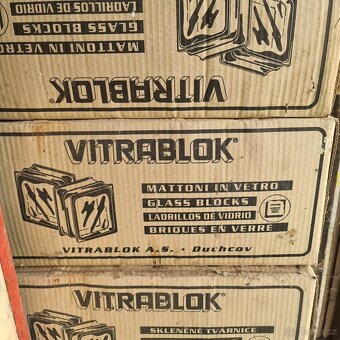 LADRILLOS DE VIDRIO
GLASS BLOCKS
MATTONI IN VETRO
VITRABLOK
VITRABLOK®
MATTONI IN VETRO
GLASS BLOCKS
LADRILLOS DE VIDRIO
BRIQUES EN VERRE
VITRABLOK A.S. · Duchcov
VITRABLOK®
SKLENĚNÉ TVÁRNICE